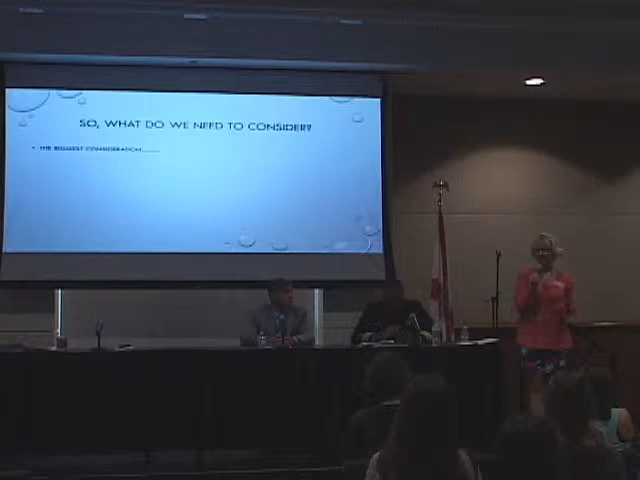 SO, WHAT DO WE NEED TO CONSIDER?
• THE BIGGEST CONSIDERATION.......